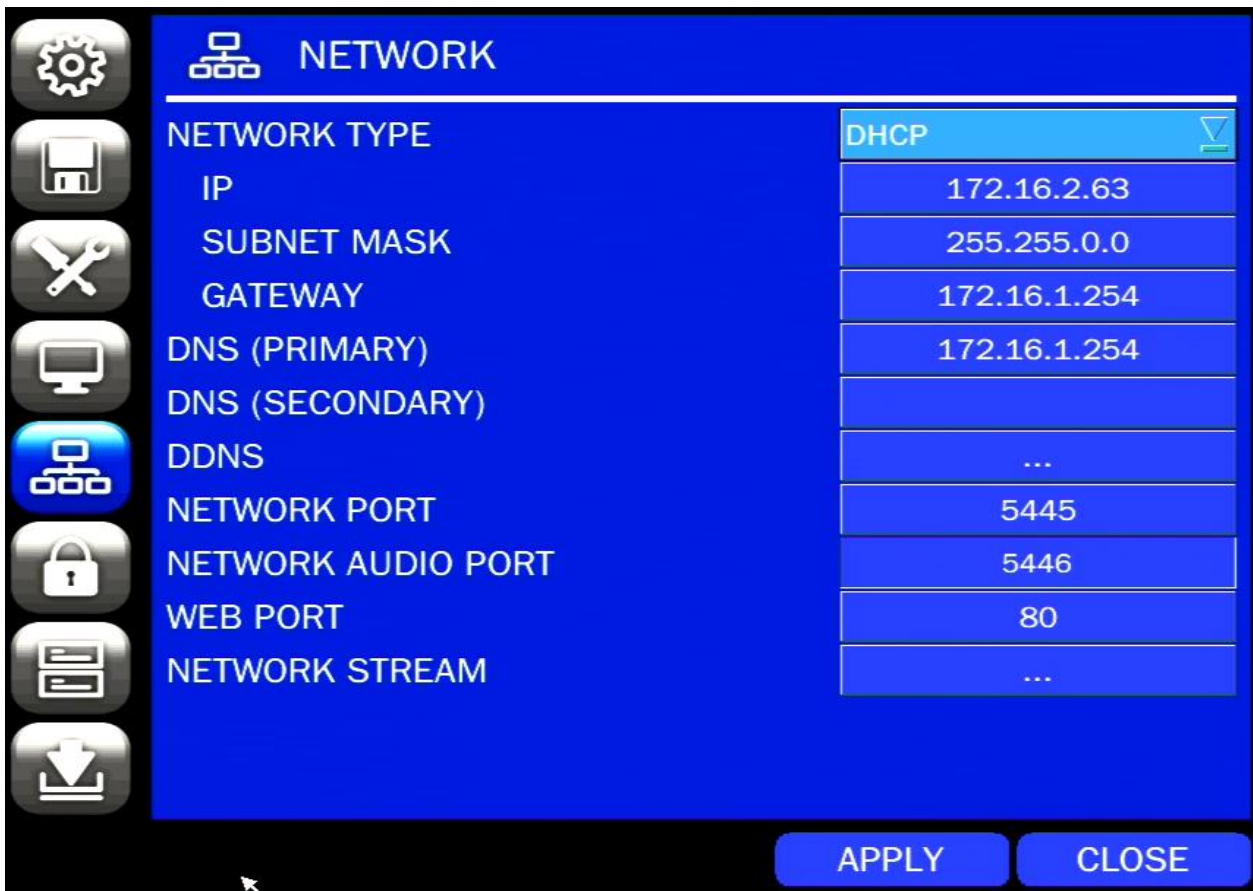 NETWORK
NETWORK TYPE DHCP
IP 172.16.2.63
SUBNET MASK 255.255.0.0
GATEWAY 172.16.1.254
DNS (PRIMARY) 172.16.1.254
DNS (SECONDARY)
DDNS ...
NETWORK PORT 5445
NETWORK AUDIO PORT 5446
WEB PORT 80
NETWORK STREAM ...
APPLY CLOSE